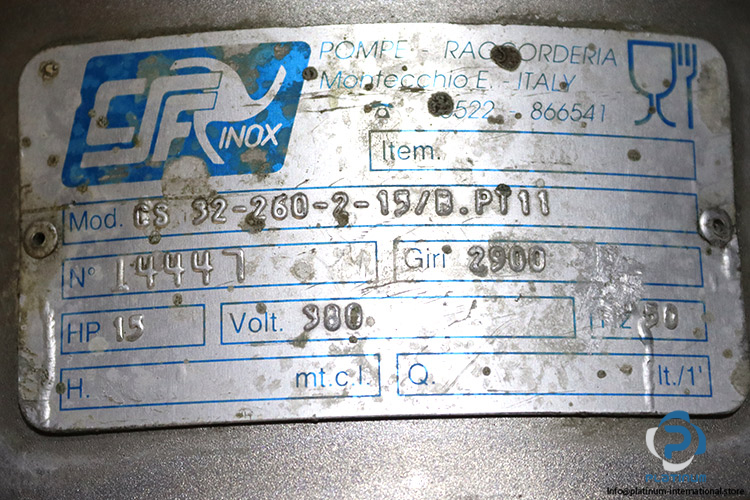 CSF INOX
POMPE - RACCORDERIA
Montecchio E. - ITALY
0522 - 866541
Item.
Mod. CS 32-260-2-15/B.PT11
N° 14447
Giri 2900
HP 15
Volt. 380
Hz 50
H. mt.c.l.
Q. lt./1'
info@platinum-international.store